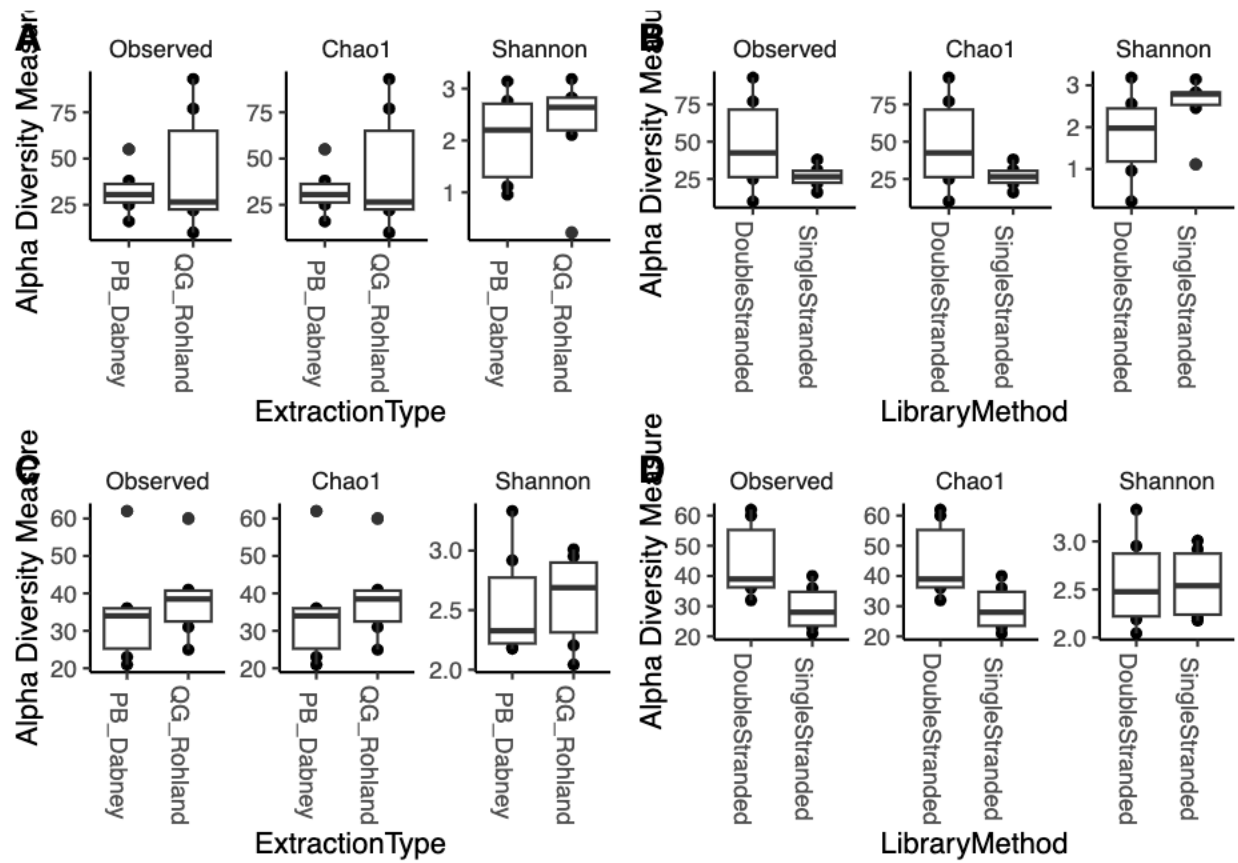 A
B
Observed
Chao1
Shannon
Observed
Chao1
Shannon
Alpha Diversity Measure
75
50
25
75
50
25
3
2
1
Alpha Diversity Measure
75
50
25
75
50
25
3
2
1
PB_Dabney
QG_Rohland
PB_Dabney
QG_Rohland
PB_Dabney
QG_Rohland
DoubleStranded
SingleStranded
DoubleStranded
SingleStranded
DoubleStranded
SingleStranded
ExtractionType
LibraryMethod
C
D
Observed
Chao1
Shannon
Observed
Chao1
Shannon
Alpha Diversity Measure
60
50
40
30
20
60
50
40
30
20
3.0
2.5
2.0
Alpha Diversity Measure
60
50
40
30
20
60
50
40
30
20
3.0
2.5
2.0
PB_Dabney
QG_Rohland
PB_Dabney
QG_Rohland
PB_Dabney
QG_Rohland
DoubleStranded
SingleStranded
DoubleStranded
SingleStranded
DoubleStranded
SingleStranded
ExtractionType
LibraryMethod